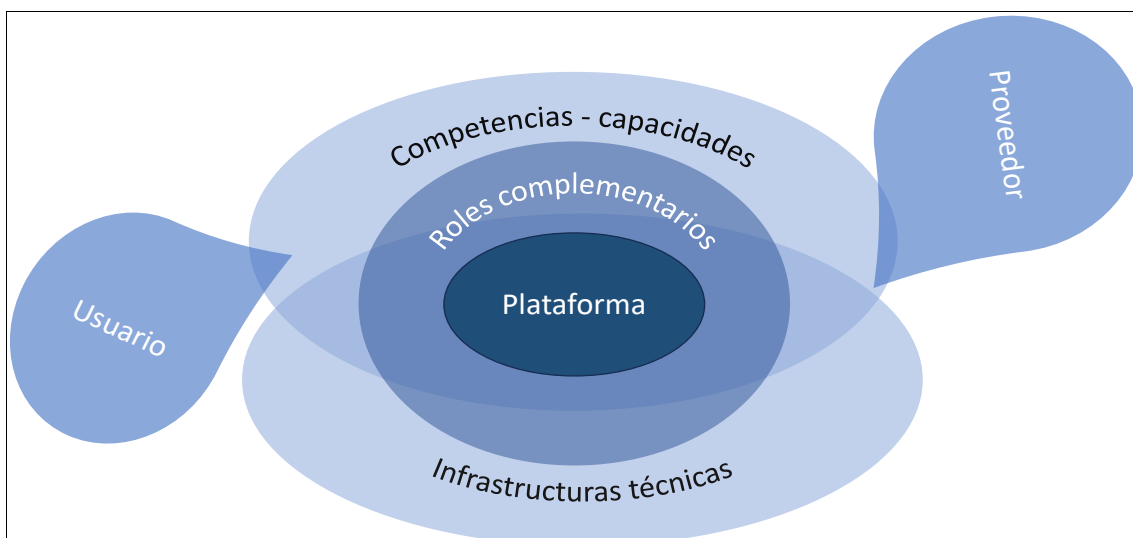 Proveedor
Competencias - capacidades
Roles complementarios
Plataforma
Usuario
Infrastructuras técnicas